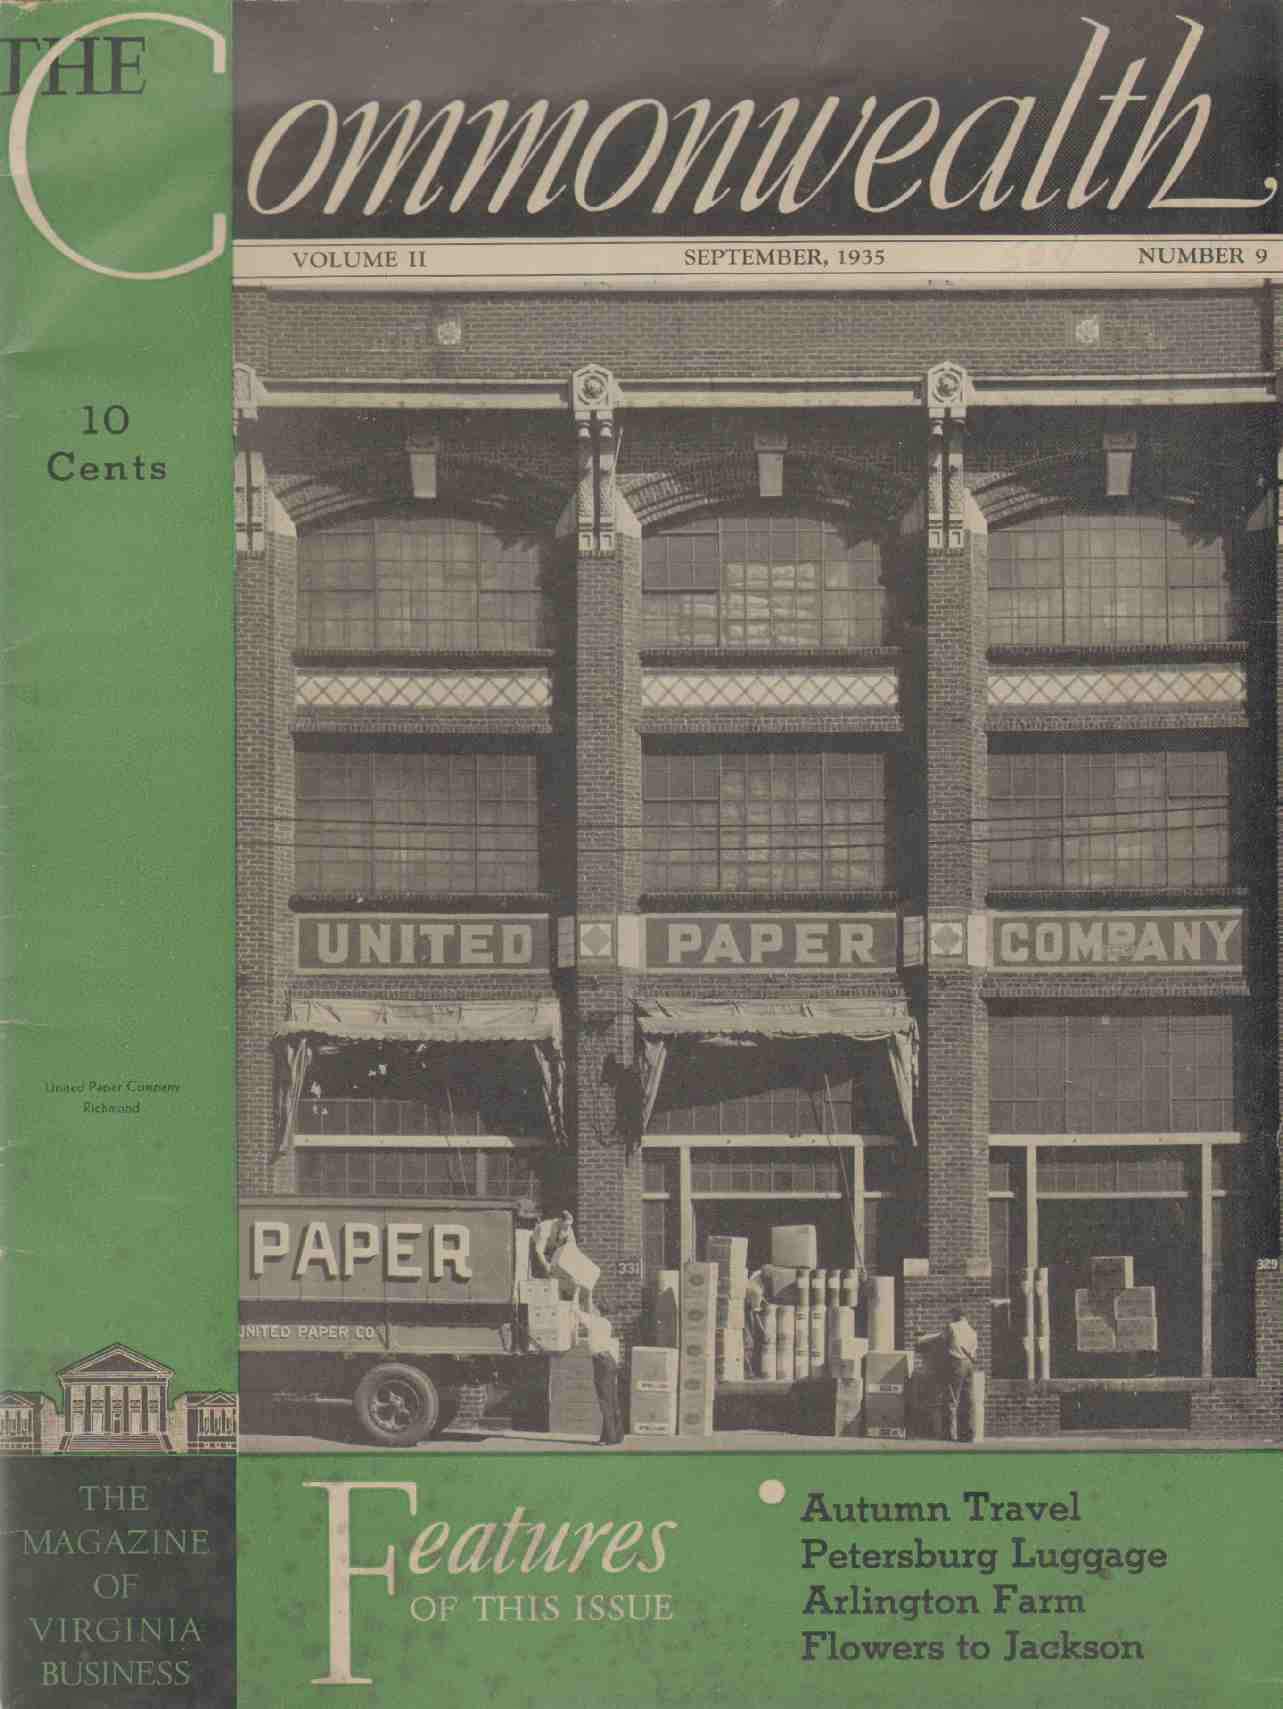 THE
Commonwealth
VOLUME II SEPTEMBER, 1935 NUMBER 9
10
Cents
UNITED PAPER COMPANY
United Paper Company
Richmond
PAPER
UNITED PAPER CO
331
329
THE
MAGAZINE
OF
VIRGINIA
BUSINESS
Features
OF THIS ISSUE
Autumn Travel
Petersburg Luggage
Arlington Farm
Flowers to Jackson